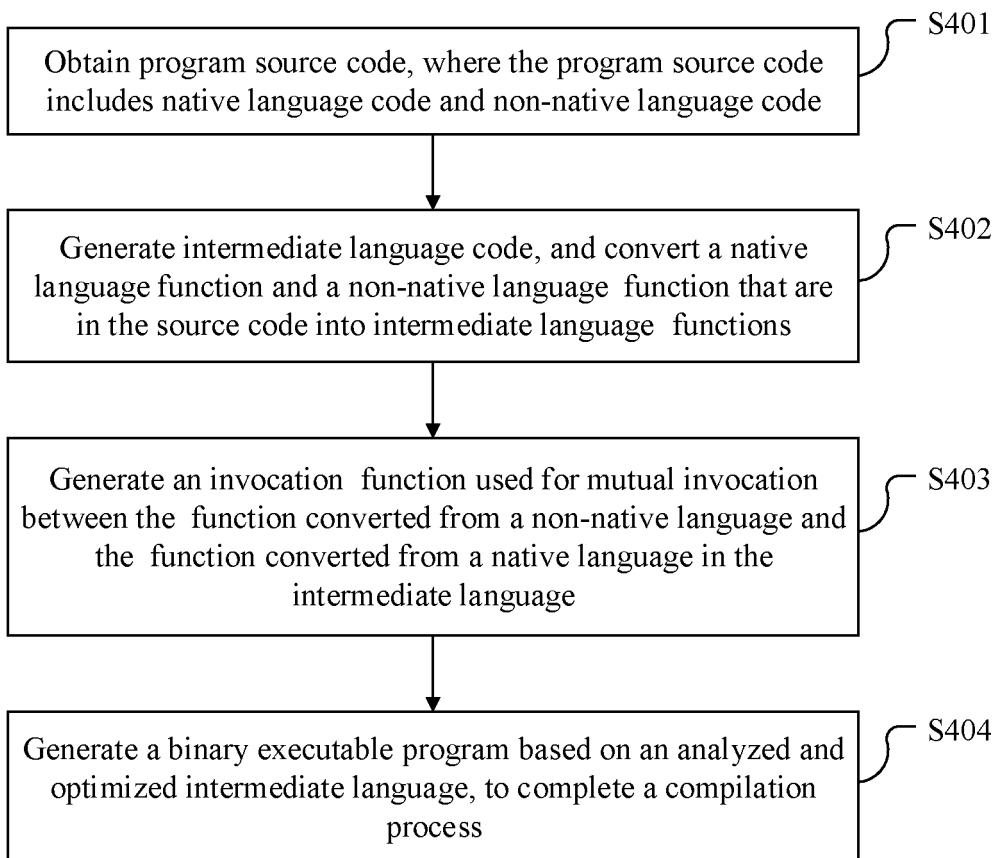 S401
Obtain program source code, where the program source code
includes native language code and non-native language code
S402
Generate intermediate language code, and convert a native
language function and a non-native language function that are
in the source code into intermediate language functions
S403
Generate an invocation function used for mutual invocation
between the function converted from a non-native language and
the function converted from a native language in the
intermediate language
S404
Generate a binary executable program based on an analyzed and
optimized intermediate language, to complete a compilation
process